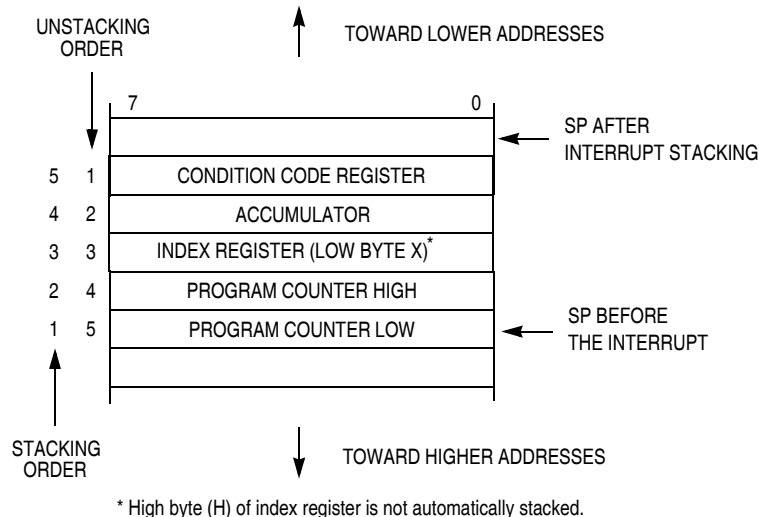 UNSTACKING
ORDER
TOWARD LOWER ADDRESSES
7 0
SP AFTER
INTERRUPT STACKING
5 1 CONDITION CODE REGISTER
4 2 ACCUMULATOR
3 3 INDEX REGISTER (LOW BYTE X)*
2 4 PROGRAM COUNTER HIGH
1 5 PROGRAM COUNTER LOW
SP BEFORE
THE INTERRUPT
STACKING
ORDER
TOWARD HIGHER ADDRESSES
* High byte (H) of index register is not automatically stacked.